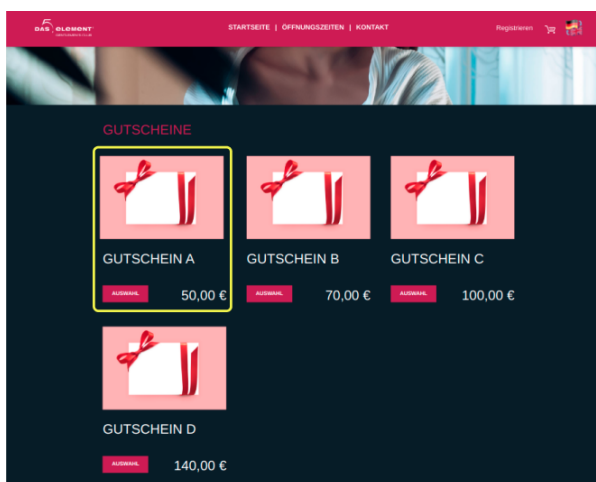 DAS 5 ELEMENT
STARTSEITE | ÖFFNUNGSZEITEN | KONTAKT
Registrieren
GUTSCHEINE
GUTSCHEIN A
AUSWAHL 50,00 €
GUTSCHEIN B
AUSWAHL 70,00 €
GUTSCHEIN C
AUSWAHL 100,00 €
GUTSCHEIN D
AUSWAHL 140,00 €